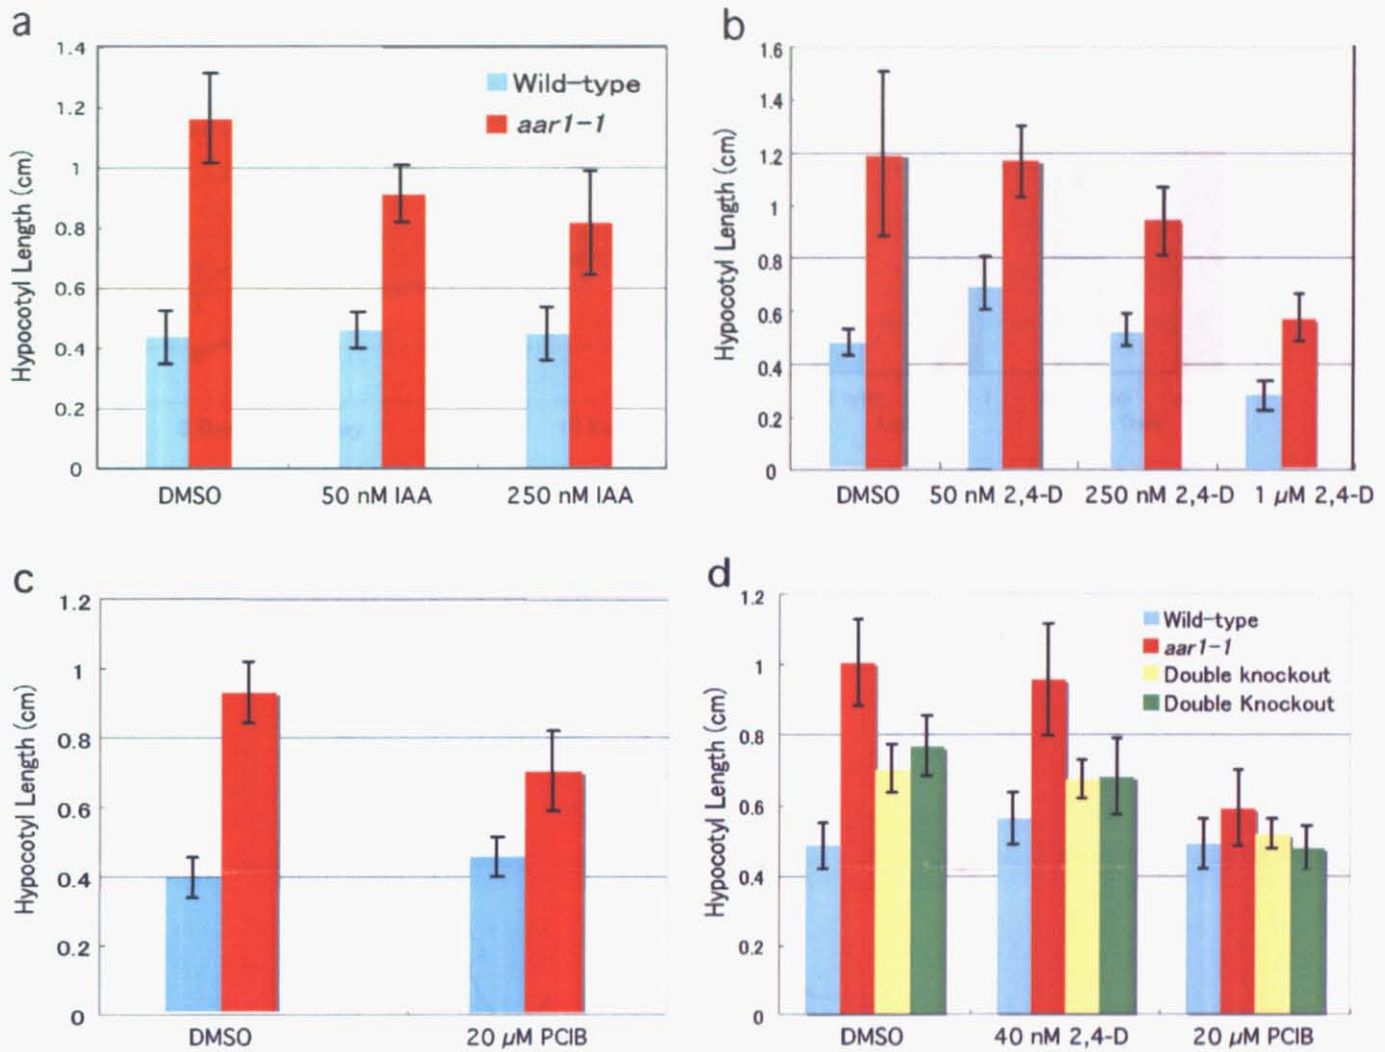 a
1.4
1.2
1
0.8
0.6
0.4
0.2
0
Hypocotyl Length (cm)
Wild-type
aar1-1
DMSO 50 nM IAA 250 nM IAA
b
1.6
1.4
1.2
1
0.8
0.6
0.4
0.2
0
Hypocotyl Length (cm)
DMSO 50 nM 2,4-D 250 nM 2,4-D 1 µM 2,4-D
c
1.2
1
0.8
0.6
0.4
0.2
0
Hypocotyl Length (cm)
DMSO 20 µM PCIB
d
1.2
1
0.8
0.6
0.4
0.2
0
Hypocotyl Length (cm)
Wild-type
aar1-1
Double knockout
Double Knockout
DMSO 40 nM 2,4-D 20 µM PCIB